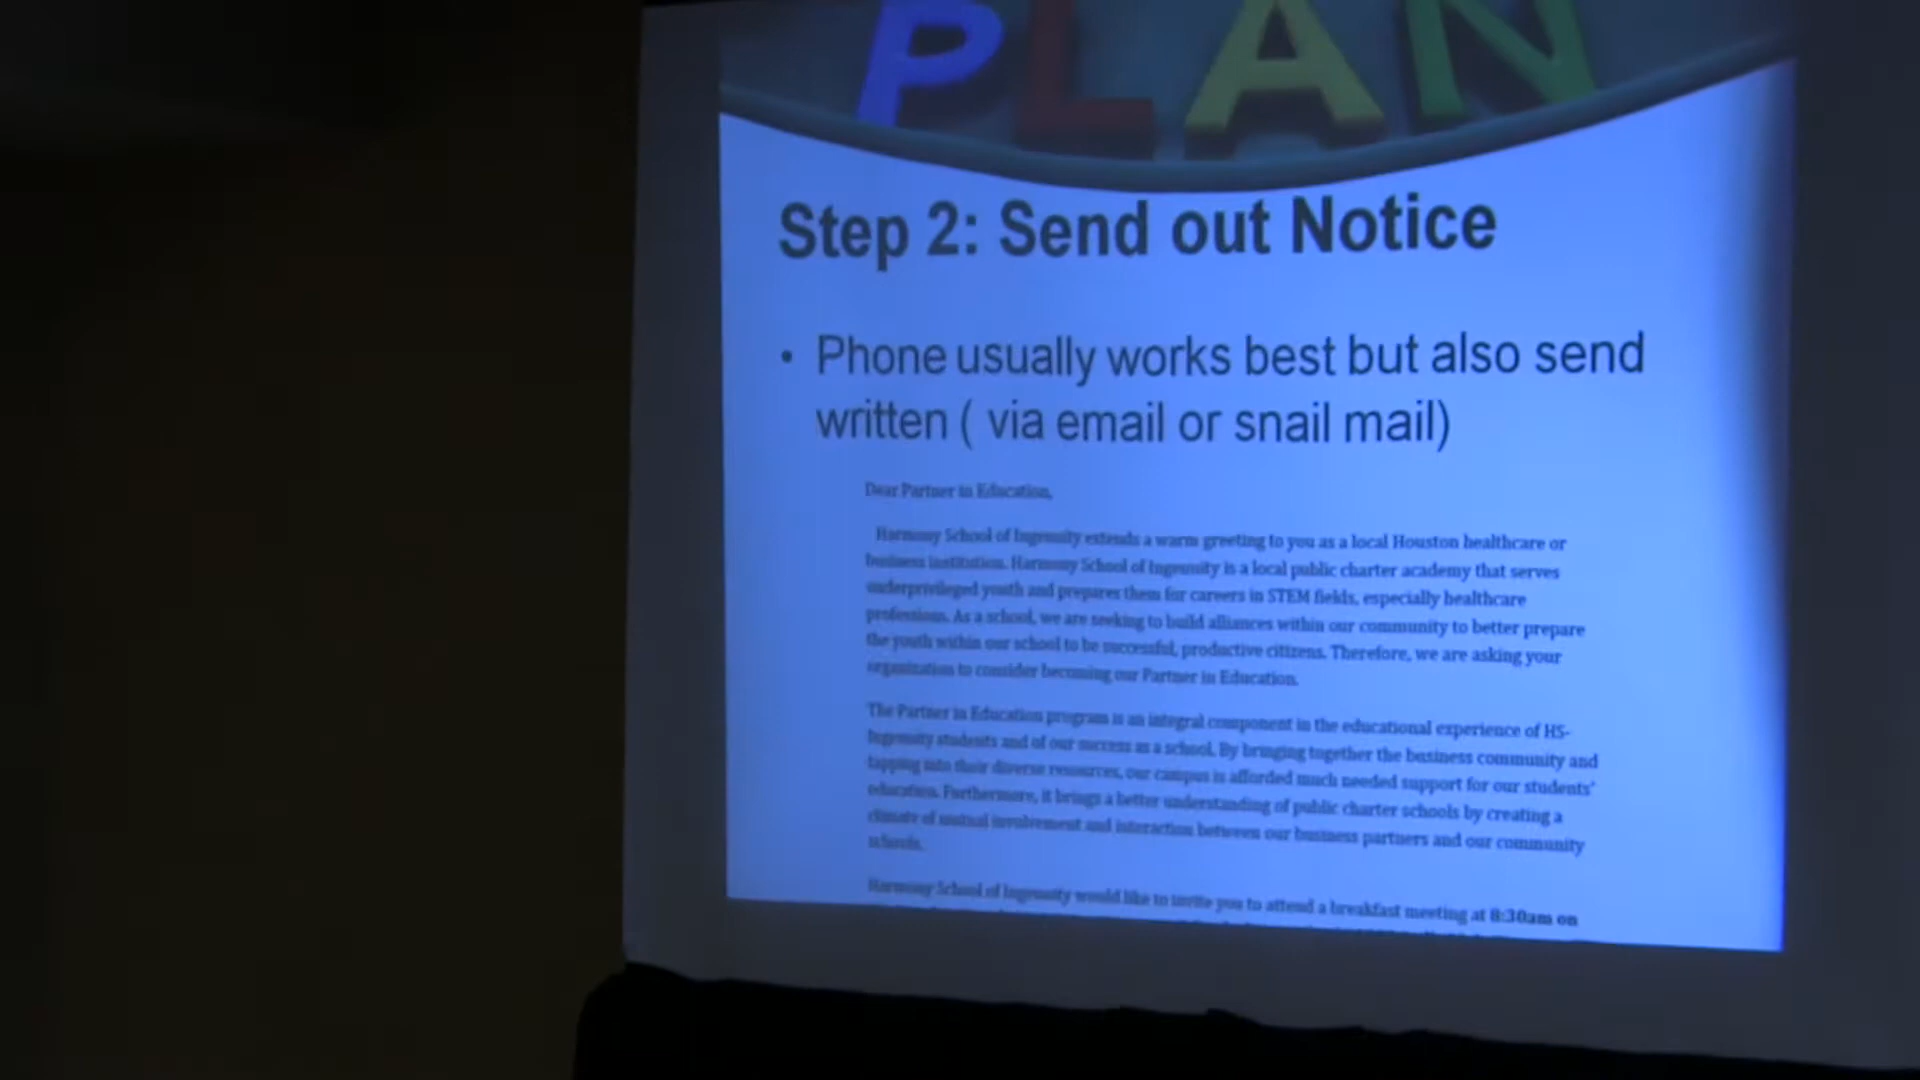 PLAN
Step 2: Send out Notice
• Phone usually works best but also send
written ( via email or snail mail)
Dear Partner in Education,
Harmony School of Ingenuity extends a warm greeting to you as a local Houston healthcare or
business institution. Harmony School of Ingenuity is a local public charter academy that serves
underprivileged youth and prepares them for careers in STEM fields, especially healthcare
professions. As a school, we are seeking to build alliances within our community to better prepare
the youth within our school to be successful, productive citizens. Therefore, we are asking your
organization to consider becoming our Partner in Education.
The Partner in Education program is an integral component in the educational experience of HS-
Ingenuity students and of our success as a school. By bringing together the business community and
tapping into their diverse resources, our campus is afforded much needed support for our students'
education. Furthermore, it brings a better understanding of public charter schools by creating a
climate of mutual involvement and interaction between our business partners and our community
schools.
Harmony School of Ingenuity would like to invite you to attend a breakfast meeting at 8:30am on